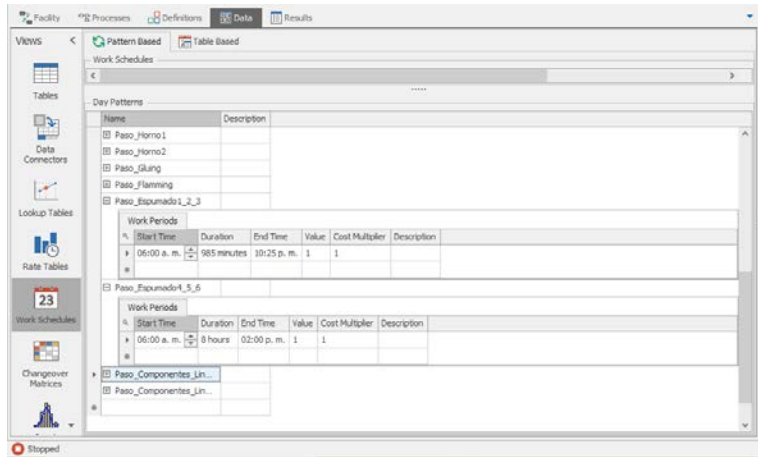 Facility Processes Definitions Data Results
Views < Pattern Based Table Based
Work Schedules
Tables
Day Patterns
Name Description
Paso_Horno1
Paso_Horno2
Data Connectors
Paso_Gluing
Paso_Flamming
Paso_Espumado1_2_3
Lookup Tables
Work Periods
Start Time Duration End Time Value Cost Multiplier Description
06:00 a. m. 985 minutes 10:25 p. m. 1 1
Rate Tables
Paso_Espumado4_5_6
23
Work Schedules
Work Periods
Start Time Duration End Time Value Cost Multiplier Description
06:00 a. m. 8 hours 02:00 p. m. 1 1
Changeover Matrices
Paso_Componentes_Lin...
Paso_Componentes_Lin...
Stopped